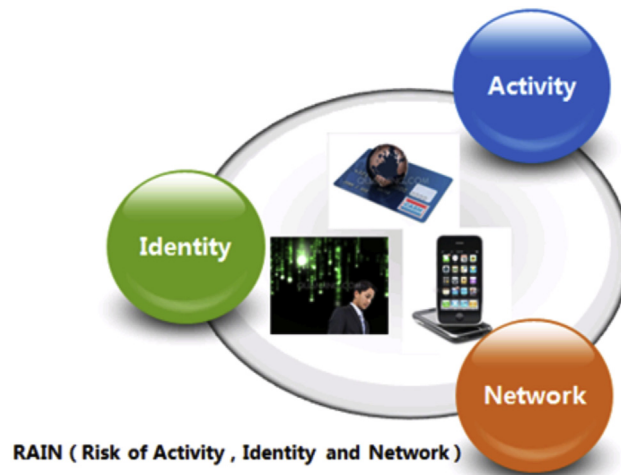 Activity
Identity
Network
RAIN ( Risk of Activity , Identity and Network )